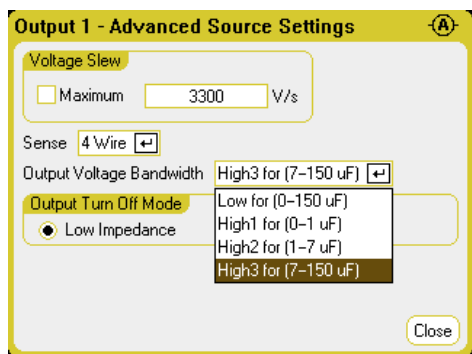 Output 1 - Advanced Source Settings A
Voltage Slew
Maximum 3300 V/s
Sense 4 Wire
Output Voltage Bandwidth High3 for (7-150 uF)
Output Turn Off Mode
Low Impedance
Low for (0-150 uF)
High1 for (0-1 uF)
High2 for (1-7 uF)
High3 for (7-150 uF)
Close